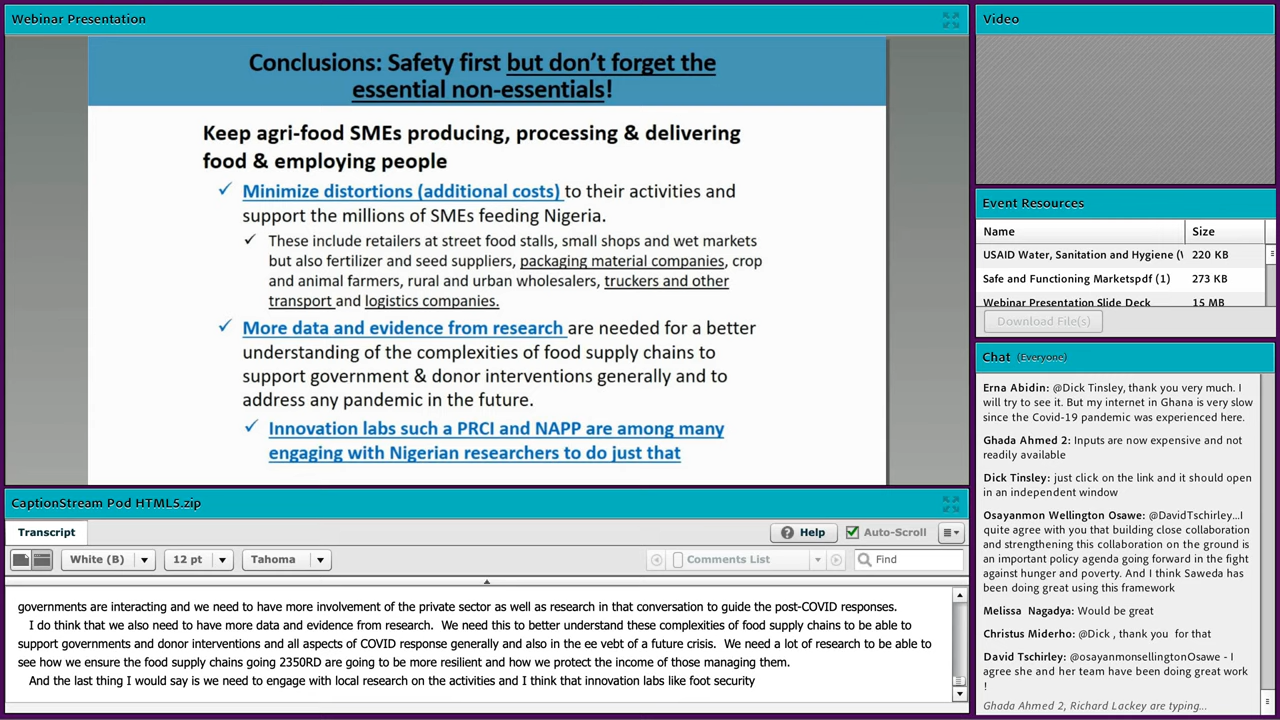 Webinar Presentation
Conclusions: Safety first but don't forget the
essential non-essentials!
Keep agri-food SMEs producing, processing & delivering
food & employing people
Minimize distortions (additional costs) to their activities and
support the millions of SMEs feeding Nigeria.
These include retailers at street food stalls, small shops and wet markets
but also fertilizer and seed suppliers, packaging material companies, crop
and animal farmers, rural and urban wholesalers, truckers and other
transport and logistics companies.
More data and evidence from research are needed for a better
understanding of the complexities of food supply chains to
support government & donor interventions generally and to
address any pandemic in the future.
Innovation labs such a PRCI and NAPP are among many
engaging with Nigerian researchers to do just that
CaptionStream Pod HTML5.zip
Transcript
Help
Auto-Scroll
White (B)
12 pt
Tahoma
Comments List
Find
governments are interacting and we need to have more involvement of the private sector as well as research in that conversation to guide the post-COVID responses.
I do think that we also need to have more data and evidence from research. We need this to better understand these complexities of food supply chains to be able to
support governments and donor interventions and all aspects of COVID response generally and also in the ee vebt of a future crisis. We need a lot of research to be able to
see how we ensure the food supply chains going 2350RD are going to be more resilient and how we protect the income of those managing them.
And the last thing I would say is we need to engage with local research on the activities and I think that innovation labs like foot security
Video
Event Resources
Name
Size
USAID Water, Sanitation and Hygiene (
220 KB
Safe and Functioning Marketspdf (1)
273 KB
Webinar Presentation Slide Deck
15 MB
Download File(s)
Chat (Everyone)
Erna Abidin: @Dick Tinsley, thank you very much. I
will try to see it. But my internet in Ghana is very slow
since the Covid-19 pandemic was experienced here.
Ghada Ahmed 2: Inputs are now expensive and not
readily available
Dick Tinsley: just click on the link and it should open
in an independent window
Osayanmon Wellington Osawe: @DavidTschirley...I
quite agree with you that building close collaboration
and strengthening this collaboration on the ground is
an important policy agenda going forward in the fight
against hunger and poverty. And I think Saweda has
been doing great using this framework
Melissa Nagadya: Would be great
Christus Miderho: @Dick , thank you for that
David Tschirley: @osayanmonsellingtonOsawe - I
agree she and her team have been doing great work
!
Ghada Ahmed 2, Richard Lackey are typing...